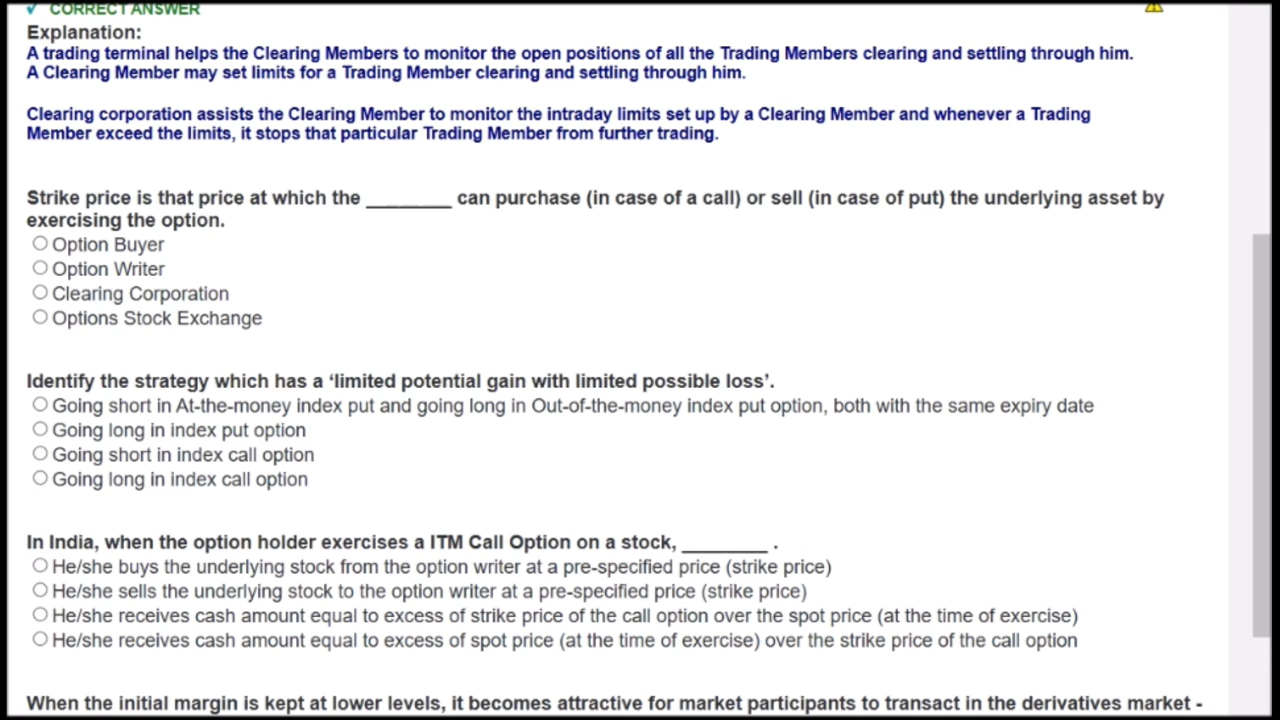 ✓ CORRECT ANSWER
Explanation:
A trading terminal helps the Clearing Members to monitor the open positions of all the Trading Members clearing and settling through him.
A Clearing Member may set limits for a Trading Member clearing and settling through him.
Clearing corporation assists the Clearing Member to monitor the intraday limits set up by a Clearing Member and whenever a Trading
Member exceed the limits, it stops that particular Trading Member from further trading.
Strike price is that price at which the ________ can purchase (in case of a call) or sell (in case of put) the underlying asset by
exercising the option.
Option Buyer
Option Writer
Clearing Corporation
Options Stock Exchange
Identify the strategy which has a ‘limited potential gain with limited possible loss’.
Going short in At-the-money index put and going long in Out-of-the-money index put option, both with the same expiry date
Going long in index put option
Going short in index call option
Going long in index call option
In India, when the option holder exercises a ITM Call Option on a stock, ________ .
He/she buys the underlying stock from the option writer at a pre-specified price (strike price)
He/she sells the underlying stock to the option writer at a pre-specified price (strike price)
He/she receives cash amount equal to excess of strike price of the call option over the spot price (at the time of exercise)
He/she receives cash amount equal to excess of spot price (at the time of exercise) over the strike price of the call option
When the initial margin is kept at lower levels, it becomes attractive for market participants to transact in the derivatives market -